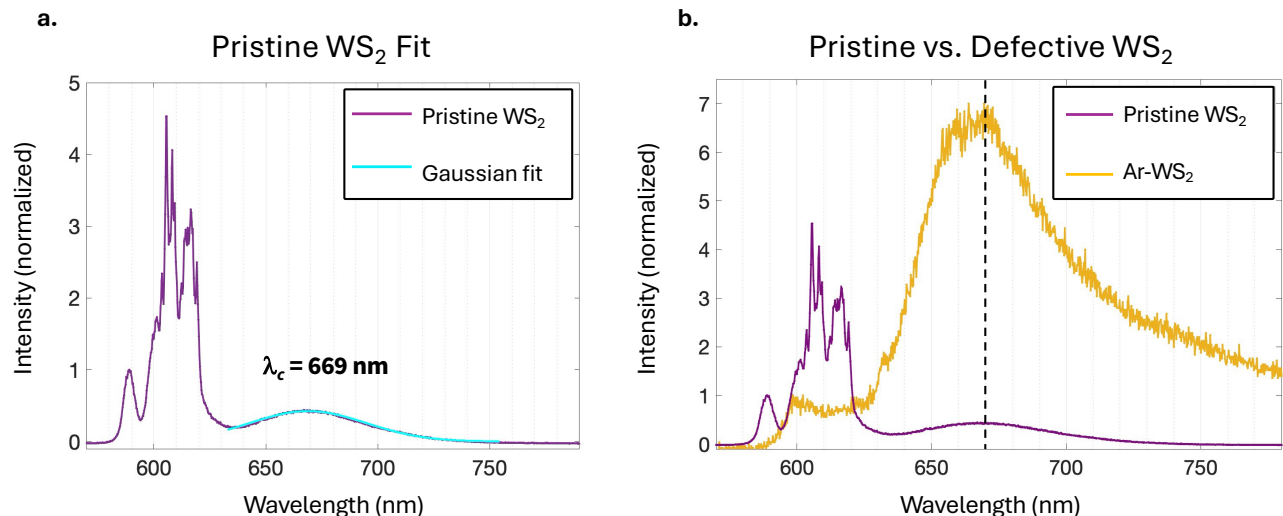 a.
Pristine WS₂ Fit
Intensity (normalized)
5
4
3
2
1
0
Pristine WS₂
Gaussian fit
λc = 669 nm
600
650
700
750
Wavelength (nm)
b.
Pristine vs. Defective WS₂
Intensity (normalized)
7
6
5
4
3
2
1
0
Pristine WS₂
Ar-WS₂
600
650
700
750
Wavelength (nm)